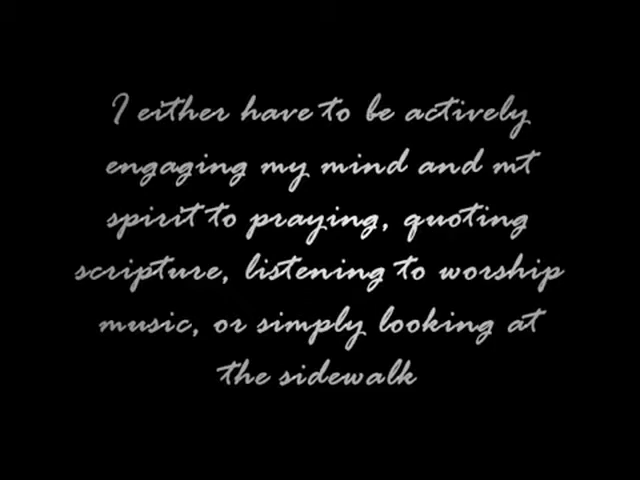 I either have to be actively
engaging my mind and mt
spirit to praying, quoting
scripture, listening to worship
music, or simply looking at
the sidewalk